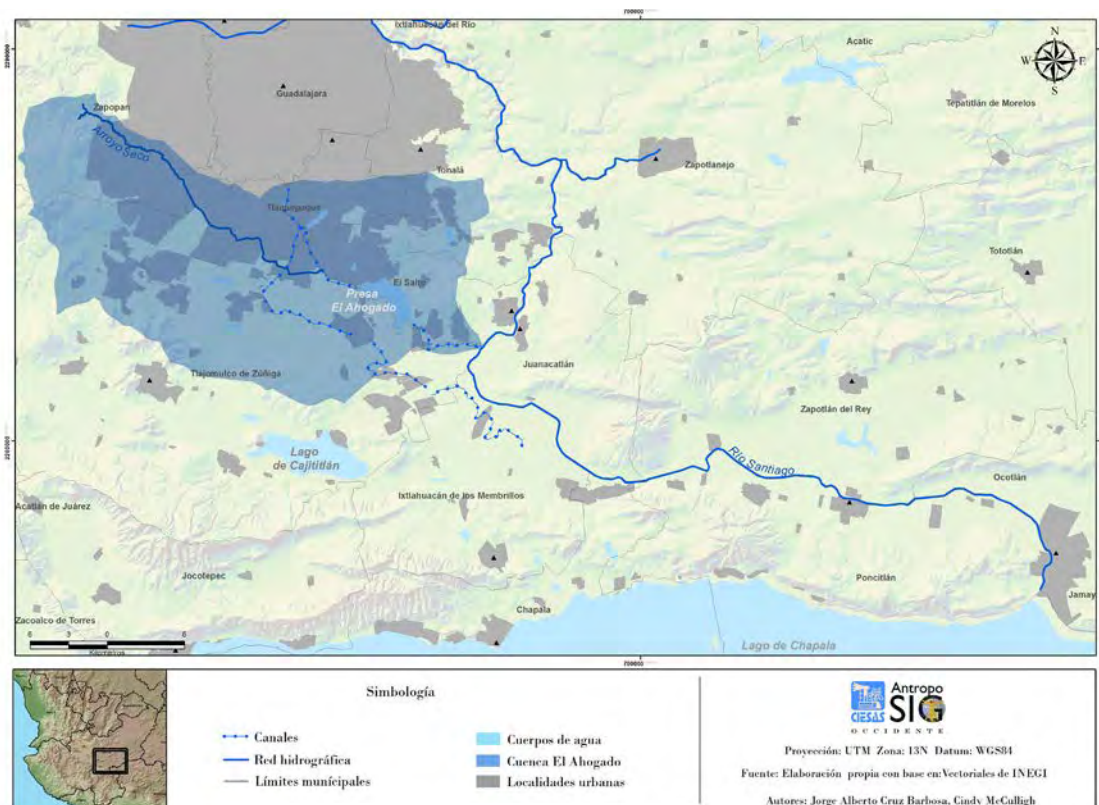 Ixtlahuacán del Río
Acatic
N
W E
S
Guadalajara
Tepatitlán de Morelos
Zapopan
Arroyo Seco
Zapotlanejo
Tonalá
Tlaquepaque
Tototlán
El Salto
Presa
El Ahogado
Juanacatlán
Tlajomulco de Zúñiga
Zapotlán del Rey
Lago
de Cajititlán
Río Santiago
Ocotlán
Ixtlahuacán de los Membrillos
Acatlán de Juárez
Jocotepec
Poncitlán
Chapala
Jamay
Zacoalco de Torres
Lago de Chapala
Simbología
Canales
Red hidrográfica
Límites munícipales
Cuerpos de agua
Cuenca El Ahogado
Localidades urbanas
CIESAS
Antropo
SIG
OCCIDENTE
Proyección: UTM Zona: 13N Datum: WGS84
Fuente: Elaboración propia con base en: Vectoriales de INEGI
Autores: Jorge Alberto Cruz Barbosa, Cindy McCulligh